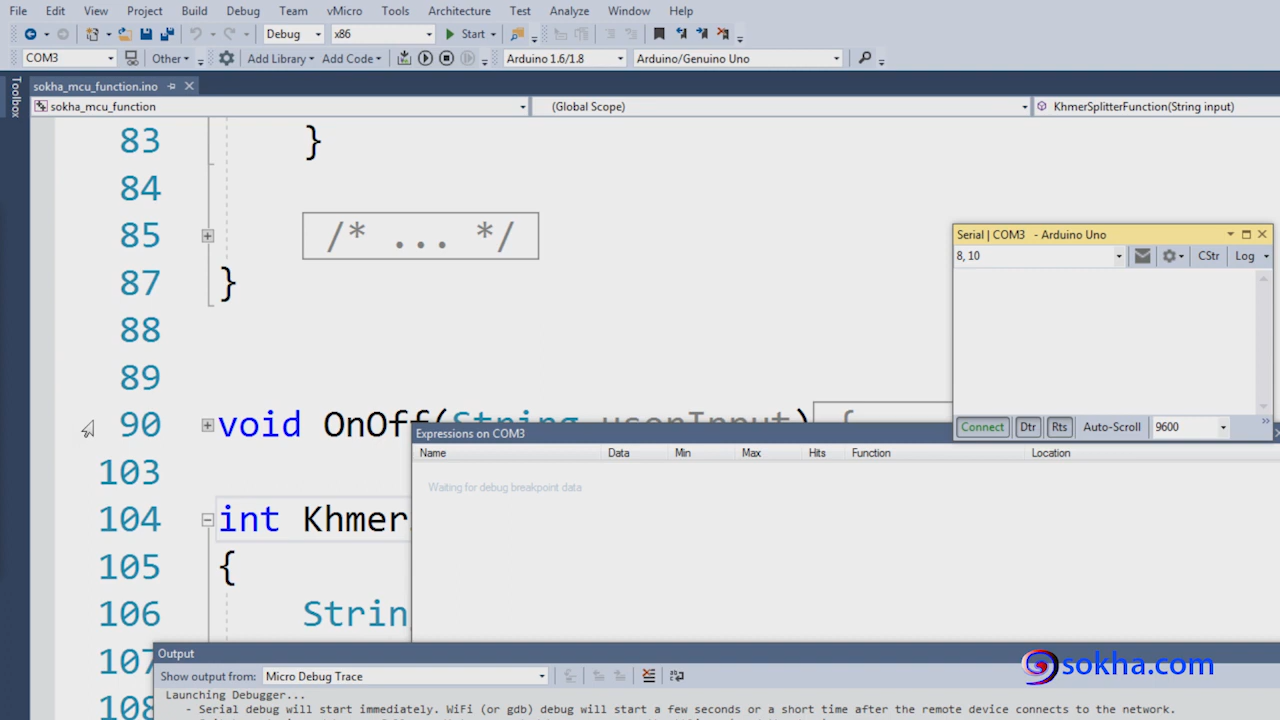 File Edit View Project Build Debug Team vMicro Tools Architecture Test Analyze Window Help
Debug x86 Start
COM3 Other Add Library Add Code Arduino 1.6/1.8 Arduino/Genuino Uno
Toolbox
sokha_mcu_function.ino
sokha_mcu_function (Global Scope) KhmerSplitterFunction(String input)
83 }
84
85 /* ... */
87 }
88
89
90 void OnOff(String userInput) {
103
104 int Khmer
105 {
106 Strin
107
108
Serial | COM3 - Arduino Uno
8, 10 CStr Log
Connect Dtr Rts Auto-Scroll 9600
Expressions on COM3
Name Data Min Max Hits Function Location
Waiting for debug breakpoint data
Output
Show output from: Micro Debug Trace
Launching Debugger...
- Serial debug will start immediately. WiFi (or gdb) debug will start a few seconds or a short time after the remote device connects to the network.
sokha.com